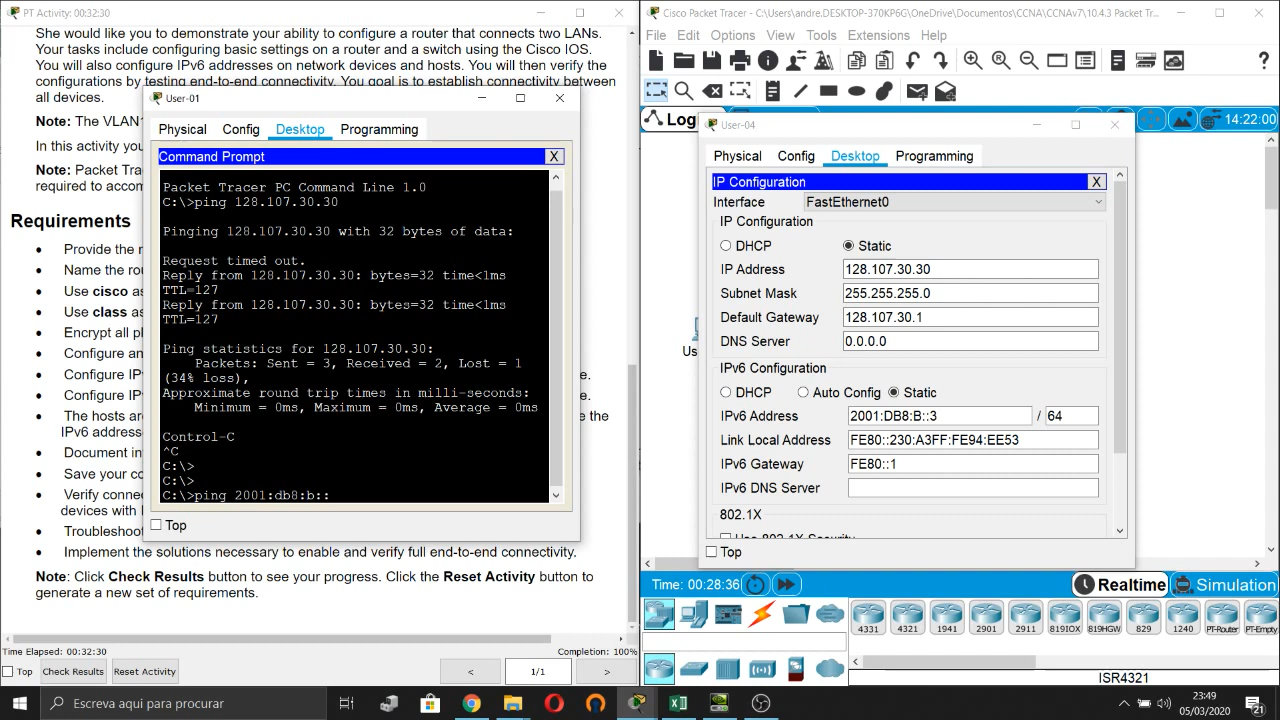 PT Activity: 00:32:30
She would like you to demonstrate your ability to configure a router that connects two LANs.
Your tasks include configuring basic settings on a router and a switch using the Cisco IOS.
You will also configure IPv6 addresses on network devices and hosts. You will then verify the
configurations by testing end-to-end connectivity. You goal is to establish connectivity between
all devices.
Note: The VLAN1
In this activity you
Note: Packet Trac
required to accom
Requirements
Provide the
Name the rou
Use cisco as
Use class as
Encrypt all pl
Configure an
Configure IP
e.
Configure IP
e.
The hosts are
e the
IPv6 address
Document in
Save your co
Verify conne
devices with I
Troubleshoot
Implement the solutions necessary to enable and verify full end-to-end connectivity.
Note: Click Check Results button to see your progress. Click the Reset Activity button to
generate a new set of requirements.
Time Elapsed: 00:32:30
Completion: 100%
Top
Check Results
Reset Activity
<
1/1
>
User-01
Physical Config Desktop Programming
Command Prompt
X
Packet Tracer PC Command Line 1.0
C:\>ping 128.107.30.30
Pinging 128.107.30.30 with 32 bytes of data:
Request timed out.
Reply from 128.107.30.30: bytes=32 time<1ms
TTL=127
Reply from 128.107.30.30: bytes=32 time<1ms
TTL=127
Ping statistics for 128.107.30.30:
Packets: Sent = 3, Received = 2, Lost = 1
(34% loss),
Approximate round trip times in milli-seconds:
Minimum = 0ms, Maximum = 0ms, Average = 0ms
Control-C
^C
C:\>
C:\>
C:\>ping 2001:db8:b::
Top
Cisco Packet Tracer - C:\Users\andre.DESKTOP-370KP6G\OneDrive\Documentos\CCNA\CCNAv7\10.4.3 Packet Tr...
File Edit Options View Tools Extensions Help
?
Logi
14:22:00
Us
User-04
Physical Config Desktop Programming
IP Configuration
X
Interface FastEthernet0
IP Configuration
DHCP Static
IP Address 128.107.30.30
Subnet Mask 255.255.255.0
Default Gateway 128.107.30.1
DNS Server 0.0.0.0
IPv6 Configuration
DHCP Auto Config Static
IPv6 Address 2001:DB8:B::3 / 64
Link Local Address FE80::230:A3FF:FE94:EE53
IPv6 Gateway FE80::1
IPv6 DNS Server
802.1X
Use 802.1X Security
Top
Time: 00:28:36
Realtime
Simulation
4331 4321 1941 2901 2911 819IOX 819HGW 829 1240 PT-Router PT-Empty
ISR4321
Escreva aqui para procurar
23:49
05/03/2020
21